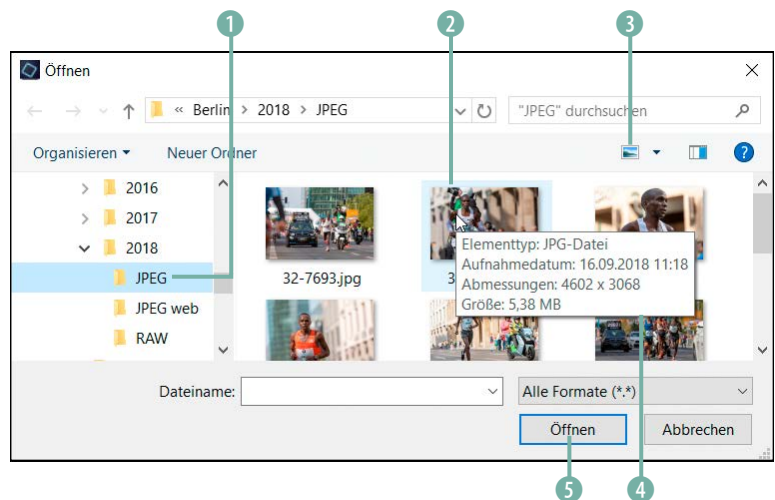 1 2 3
Öffnen
« Berlin > 2018 > JPEG
"JPEG" durchsuchen
Organisieren Neuer Ordner
2016
2017
2018
JPEG
JPEG web
RAW
32-7693.jpg
3
Elementtyp: JPG-Datei
Aufnahmedatum: 16.09.2018 11:18
Abmessungen: 4602 x 3068
Größe: 5,38 MB
Dateiname:
Alle Formate (*.*)
Öffnen Abbrechen
5 4